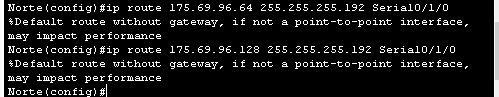 Norte(config)#ip route 175.69.96.64 255.255.255.192 Serial0/1/0
%Default route without gateway, if not a point-to-point interface,
may impact performance
Norte(config)#ip route 175.69.96.128 255.255.255.192 Serial0/1/0
%Default route without gateway, if not a point-to-point interface,
may impact performance
Norte(config)#